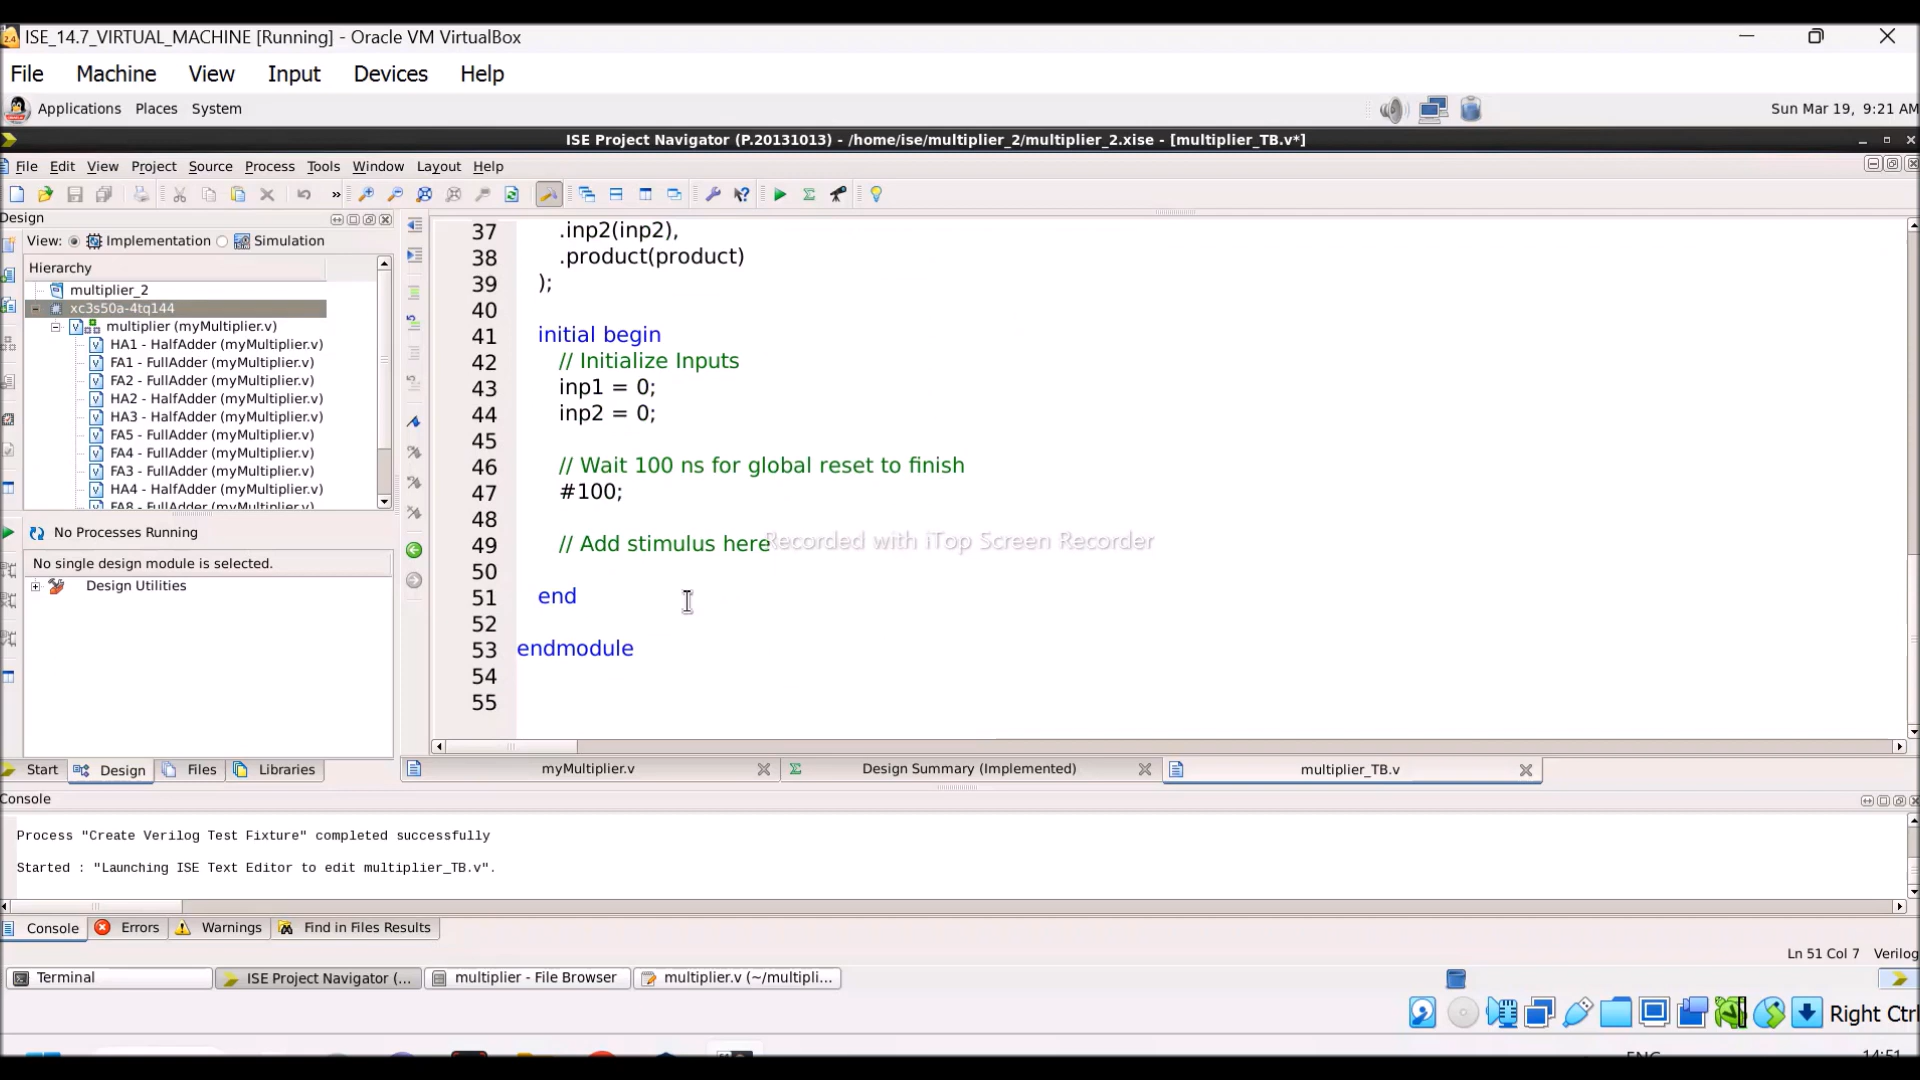 ISE_14.7_VIRTUAL_MACHINE [Running] - Oracle VM VirtualBox
File Machine View Input Devices Help
Applications Places System
Sun Mar 19, 9:21 AM
ISE Project Navigator (P.20131013) - /home/ise/multiplier_2/multiplier_2.xise - [multiplier_TB.v*]
File Edit View Project Source Process Tools Window Layout Help
»
Design
View: Implementation Simulation
Hierarchy
multiplier_2
xc3s50a-4tq144
multiplier (myMultiplier.v)
HA1 - HalfAdder (myMultiplier.v)
FA1 - FullAdder (myMultiplier.v)
FA2 - FullAdder (myMultiplier.v)
HA2 - HalfAdder (myMultiplier.v)
HA3 - HalfAdder (myMultiplier.v)
FA5 - FullAdder (myMultiplier.v)
FA4 - FullAdder (myMultiplier.v)
FA3 - FullAdder (myMultiplier.v)
HA4 - HalfAdder (myMultiplier.v)
FA8 - FullAdder (myMultiplier.v)
No Processes Running
No single design module is selected.
Design Utilities
Start Design Files Libraries
37 .inp2(inp2),
38 .product(product)
39 );
40
41 initial begin
42 // Initialize Inputs
43 inp1 = 0;
44 inp2 = 0;
45
46 // Wait 100 ns for global reset to finish
47 #100;
48
49 // Add stimulus here
Recorded with iTop Screen Recorder
50
51 end
52
53 endmodule
54
55
myMultiplier.v Design Summary (Implemented) multiplier_TB.v
Console
Process "Create Verilog Test Fixture" completed successfully
Started : "Launching ISE Text Editor to edit multiplier_TB.v".
Console Errors Warnings Find in Files Results
Ln 51 Col 7 Verilog
Terminal ISE Project Navigator (... multiplier - File Browser multiplier.v (~/multipli...
Right Ctrl